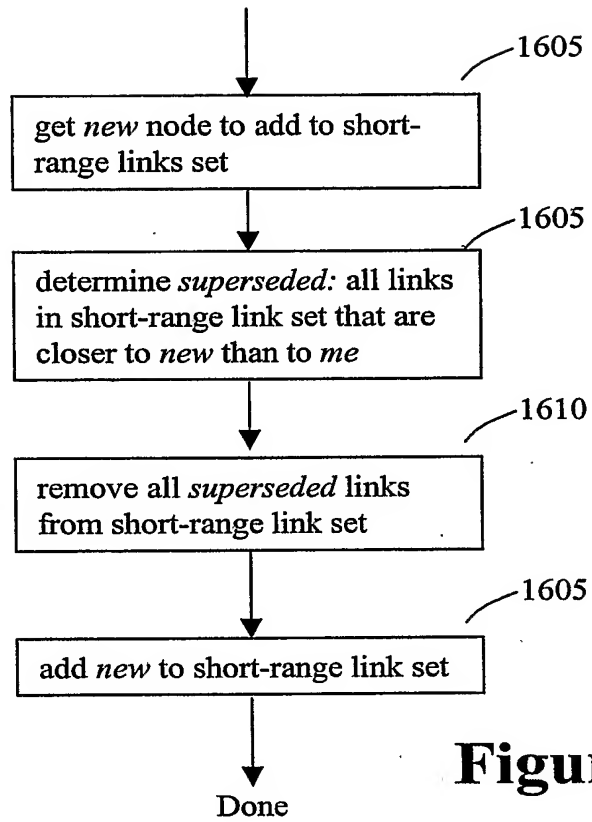 1605
get new node to add to short-
range links set
1605
determine superseded: all links
in short-range link set that are
closer to new than to me
1610
remove all superseded links
from short-range link set
1605
add new to short-range link set
Done